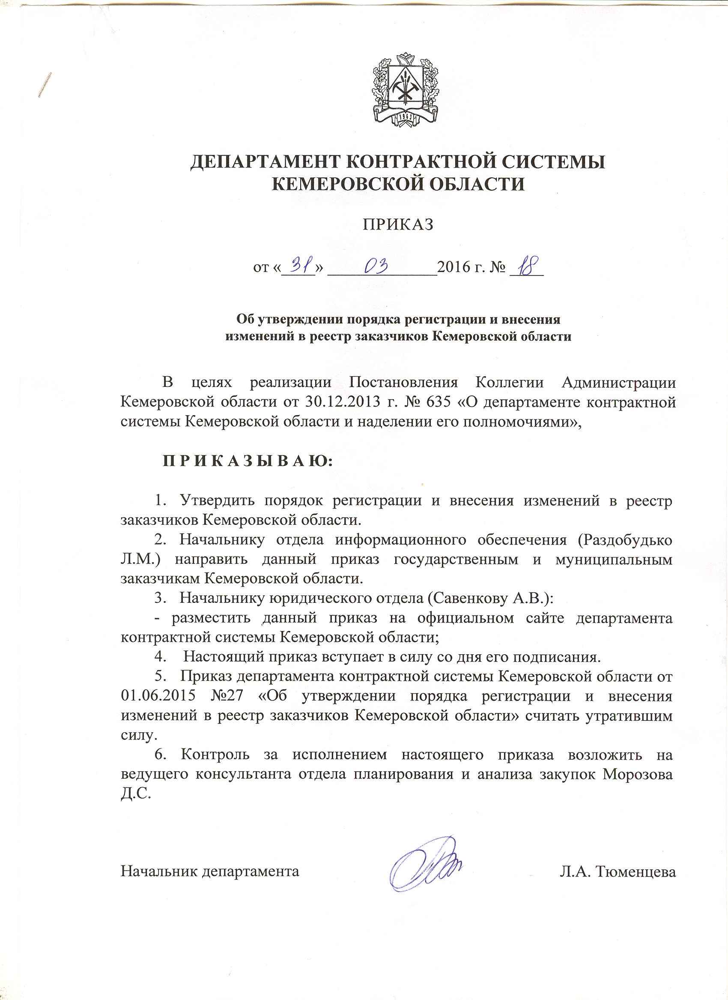 1943
ДЕПАРТАМЕНТ КОНТРАКТНОЙ СИСТЕМЫ
КЕМЕРОВСКОЙ ОБЛАСТИ
ПРИКАЗ
от «31» 03 2016 г. № 18
Об утверждении порядка регистрации и внесения
изменений в реестр заказчиков Кемеровской области
В целях реализации Постановления Коллегии Администрации
Кемеровской области от 30.12.2013 г. № 635 «О департаменте контрактной
системы Кемеровской области и наделении его полномочиями»,
П Р И К А З Ы В А Ю:
1. Утвердить порядок регистрации и внесения изменений в реестр
заказчиков Кемеровской области.
2. Начальнику отдела информационного обеспечения (Раздобудько
Л.М.) направить данный приказ государственным и муниципальным
заказчикам Кемеровской области.
3. Начальнику юридического отдела (Савенкову А.В.):
- разместить данный приказ на официальном сайте департамента
контрактной системы Кемеровской области;
4. Настоящий приказ вступает в силу со дня его подписания.
5. Приказ департамента контрактной системы Кемеровской области от
01.06.2015 №27 «Об утверждении порядка регистрации и внесения
изменений в реестр заказчиков Кемеровской области» считать утратившим
силу.
6. Контроль за исполнением настоящего приказа возложить на
ведущего консультанта отдела планирования и анализа закупок Морозова
Д.С.
Начальник департамента Л.А. Тюменцева